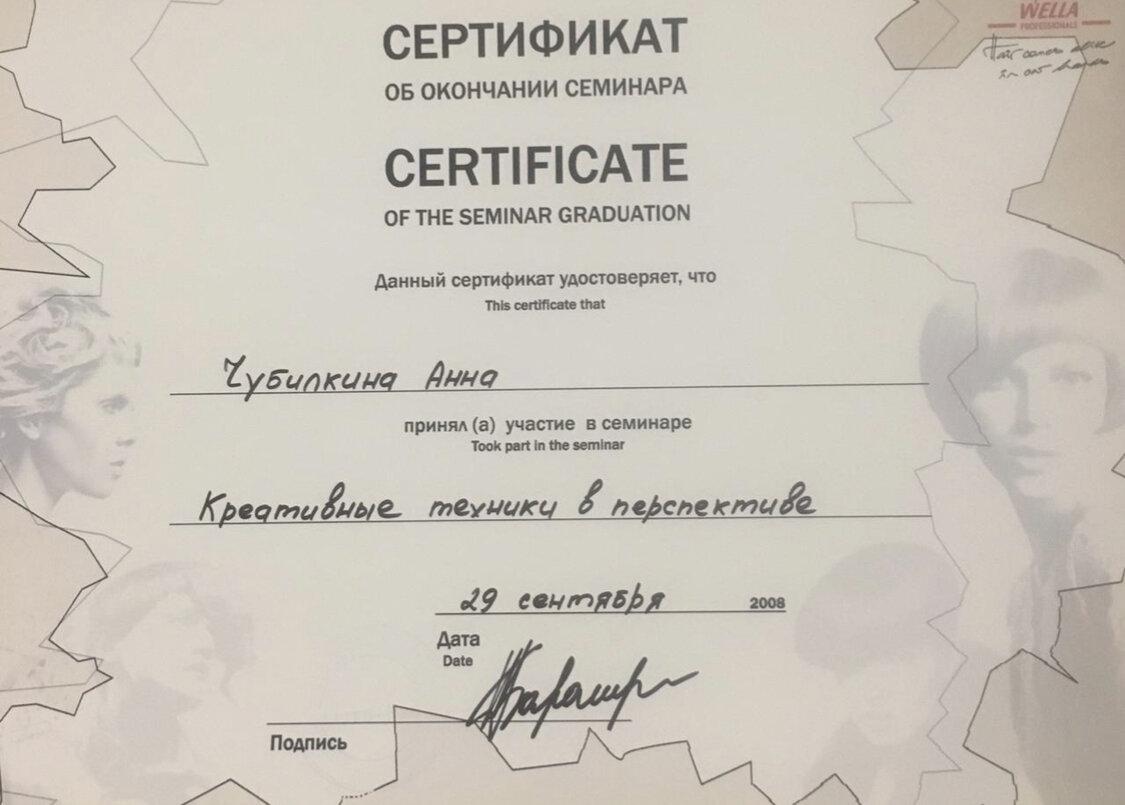 WELLA
PROFESSIONALS
СЕРТИФИКАТ
ОБ ОКОНЧАНИИ СЕМИНАРА
CERTIFICATE
OF THE SEMINAR GRADUATION
Данный сертификат удостоверяет, что
This certificate that
Чубилкина Анна
принял (а) участие в семинаре
Took part in the seminar
Креативные техники в перспективе
29 сентября 2008
Дата
Date
Подпись